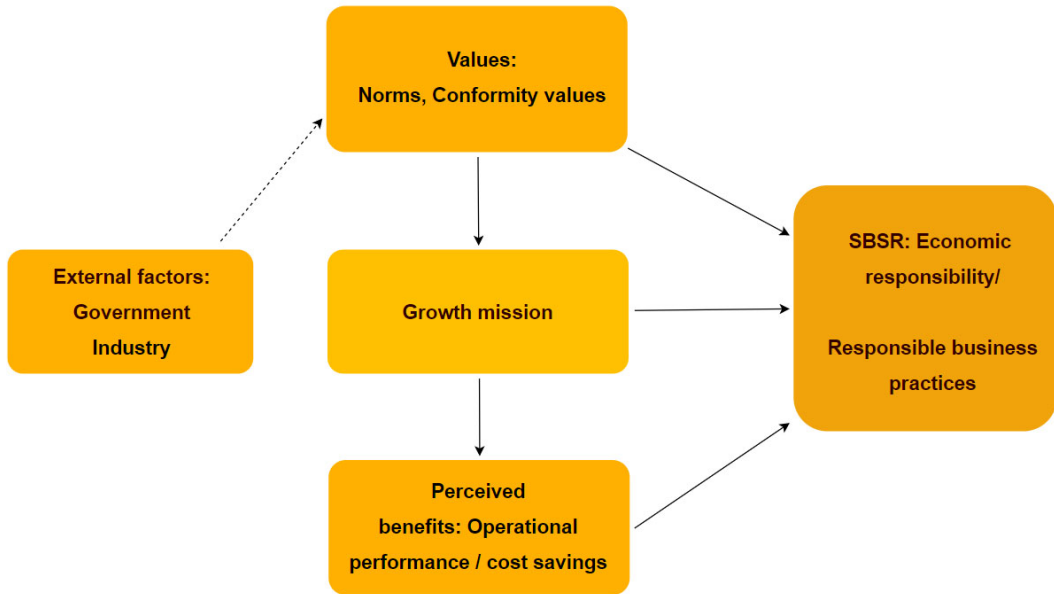 Values:
Norms, Conformity values
External factors:
Government
Industry
Growth mission
SBSR: Economic
responsibility/
Responsible business
practices
Perceived
benefits: Operational
performance / cost savings